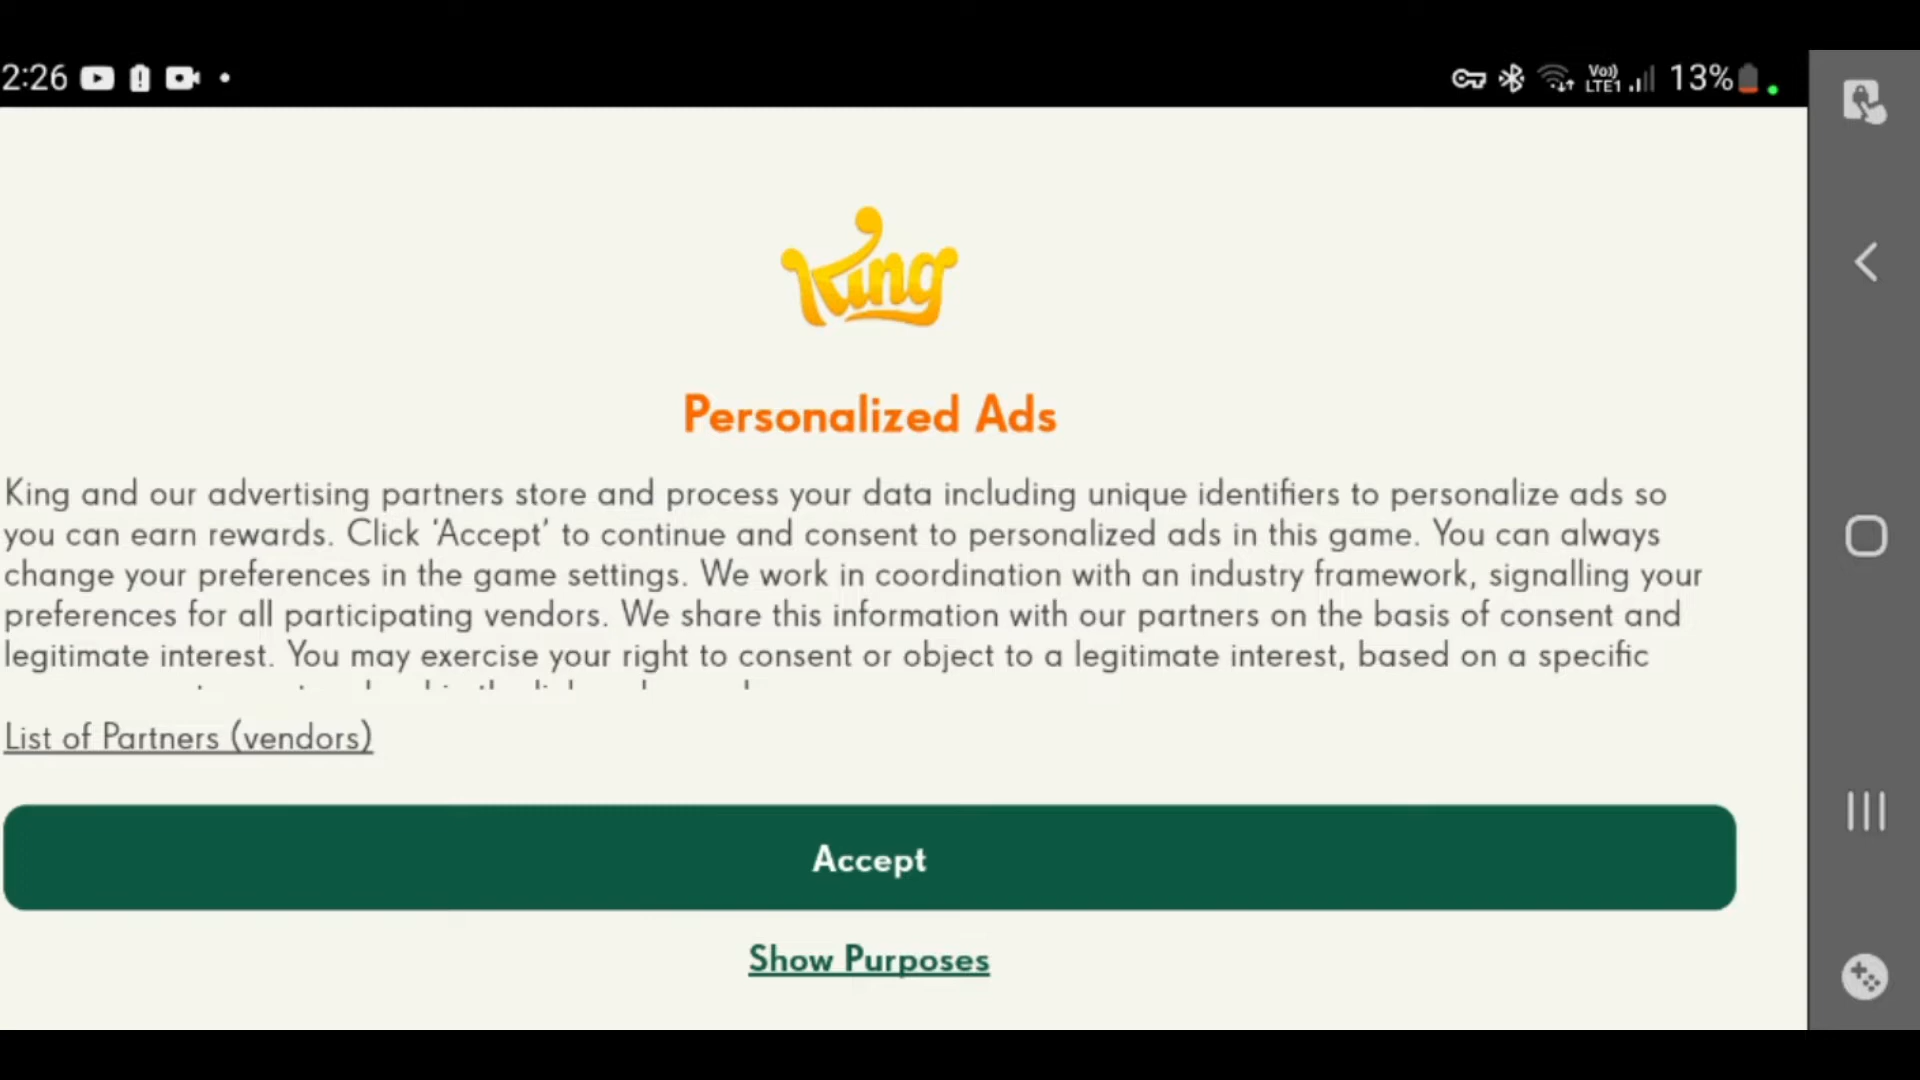 2:26
Vo))
LTE1
13%
King
Personalized Ads
King and our advertising partners store and process your data including unique identifiers to personalize ads so
you can earn rewards. Click 'Accept' to continue and consent to personalized ads in this game. You can always
change your preferences in the game settings. We work in coordination with an industry framework, signalling your
preferences for all participating vendors. We share this information with our partners on the basis of consent and
legitimate interest. You may exercise your right to consent or object to a legitimate interest, based on a specific
List of Partners (vendors)
Accept
Show Purposes